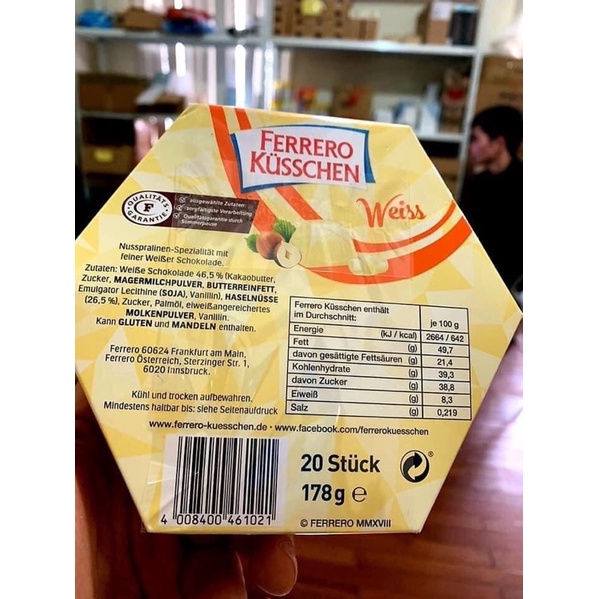 FERRERO
KÜSSCHEN
Weiss
QUALITÄTS
F
GARANTIE
ausgewählte Zutaten
sorgfältigste Verarbeitung
Qualitätsgarantie durch
Sommerpause
Nusspralinen-Spezialität mit
feiner Weißer Schokolade.
Zutaten: Weiße Schokolade 46,5 % (Kakaobutter,
Zucker, MAGERMILCHPULVER, BUTTERREINFETT,
Emulgator Lecithine (SOJA), Vanillin), HASELNÜSSE
(26,5 %), Zucker, Palmöl, eiweißangereichertes
MOLKENPULVER, Vanillin.
Kann GLUTEN und MANDELN enthalten.
Ferrero 60624 Frankfurt am Main,
Ferrero Österreich, Sterzinger Str. 1,
6020 Innsbruck.
Kühl und trocken aufbewahren.
Mindestens haltbar bis: siehe Seitenaufdruck
Ferrero Küsschen enthält
im Durchschnitt: je 100 g
Energie (kJ / kcal) 2664 / 642
Fett (g) 49,7
davon gesättigte Fettsäuren (g) 21,4
Kohlenhydrate (g) 39,3
davon Zucker (g) 38,8
Eiweiß (g) 8,3
Salz (g) 0,219
www.ferrero-kuesschen.de • www.facebook.com/ferrerokuesschen
20 Stück
178 g e
4 008400 461021
© FERRERO MMXVIII